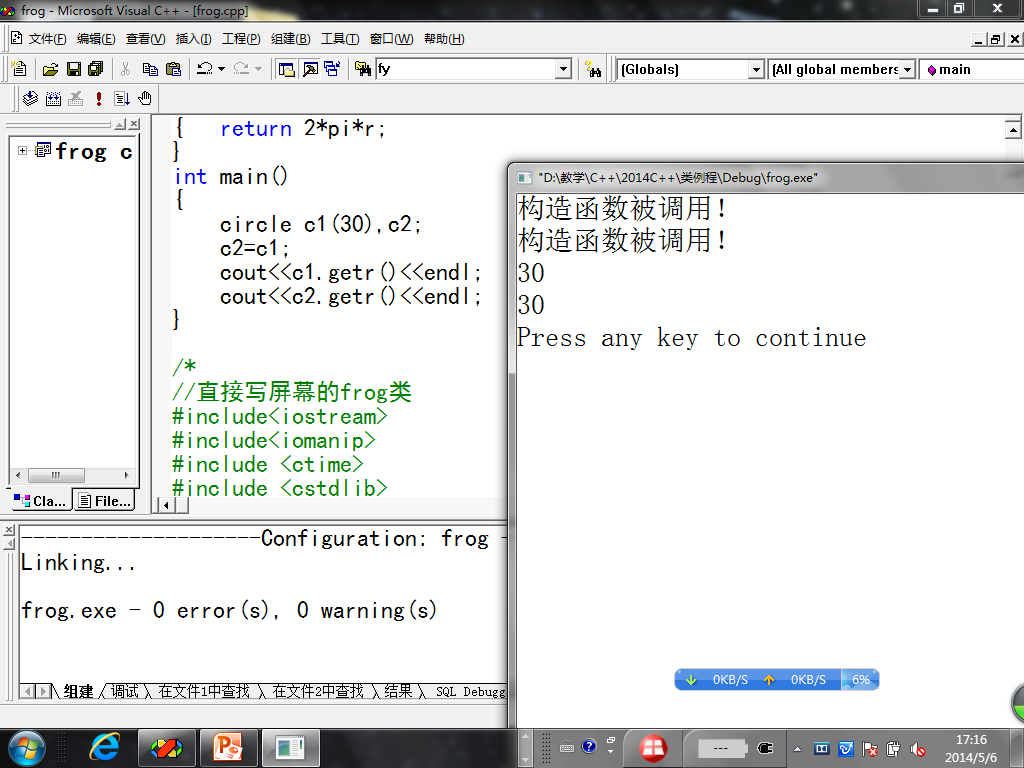 frog - Microsoft Visual C++ - [frog.cpp]
文件(F) 编辑(E) 查看(V) 插入(I) 工程(P) 组建(B) 工具(T) 窗口(W) 帮助(H)
fy (Globals) (All global members main
frog c
Cla... File...
{ return 2*pi*r;
}
int main()
{
circle c1(30),c2;
c2=c1;
cout<<c1.getr()<<endl;
cout<<c2.getr()<<endl;
}
/*
//直接写屏幕的frog类
#include<iostream>
#include<iomanip>
#include <ctime>
#include <cstdlib>
"D:\教学\C++\2014C++\类例程\Debug\frog.exe"
构造函数被调用!
构造函数被调用!
30
30
Press any key to continue
--------------------Configuration: frog -
Linking...
frog.exe - 0 error(s), 0 warning(s)
组建 调试 在文件1中查找 在文件2中查找 结果 SQL Debugg
0KB/S 0KB/S 6%
---
17:16
2014/5/6